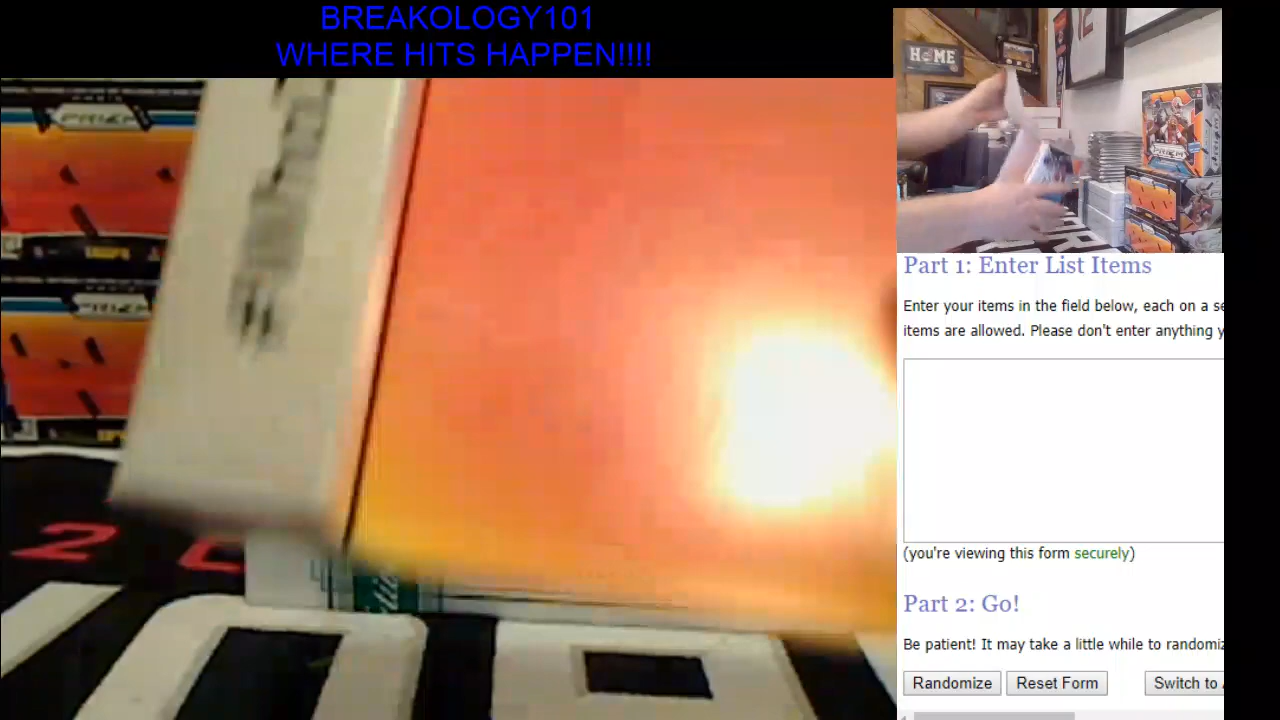 BREAKOLOGY101
WHERE HITS HAPPEN!!!!
HOME
PRIZM
PRIZM
Part 1: Enter List Items
Enter your items in the field below, each on a se
items are allowed. Please don't enter anything y
(you're viewing this form securely)
Part 2: Go!
Be patient! It may take a little while to randomiz
Randomize
Reset Form
Switch to